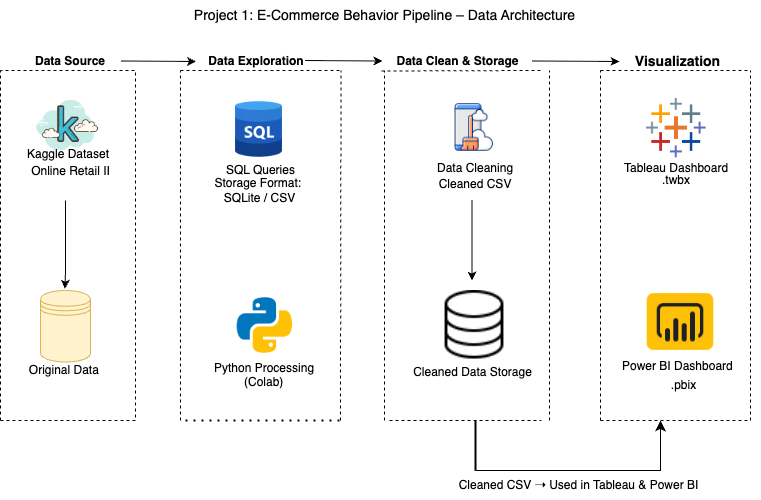 Project 1: E-Commerce Behavior Pipeline – Data Architecture
Data Source
Data Exploration
Data Clean & Storage
Visualization
k
Kaggle Dataset
Online Retail II
Original Data
SQL
SQL Queries
Storage Format:
SQLite / CSV
Python Processing
(Colab)
Data Cleaning
Cleaned CSV
Cleaned Data Storage
Tableau Dashboard
.twbx
Power BI Dashboard
.pbix
Cleaned CSV → Used in Tableau & Power BI